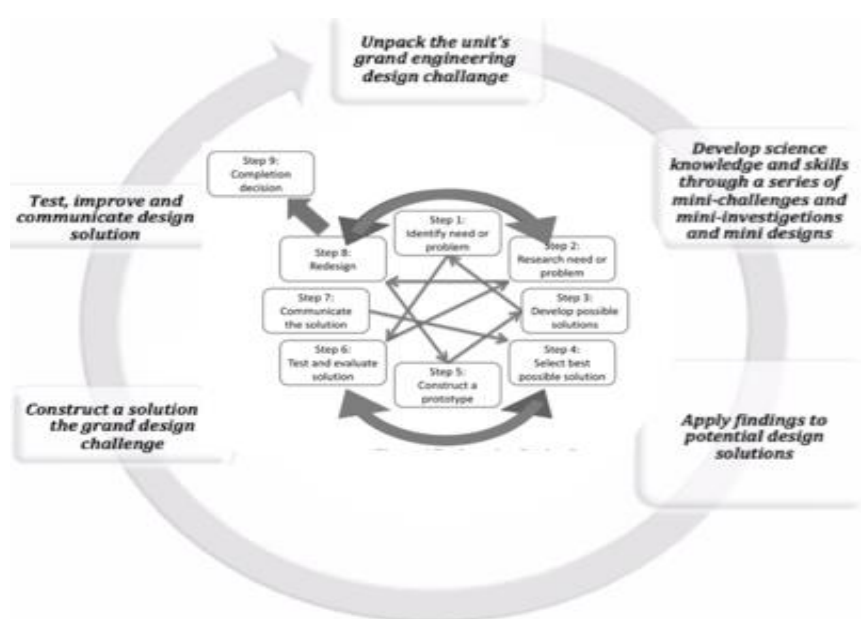 Unpack the unit's
grand engineering
design challange
Develop science
knowledge and skills
through a series of
mini-challenges and
mini-investigetions
and mini designs
Apply findings to
potential design
solutions
Construct a solution
the grand design
challenge
Test, improve and
communicate design
solution
Step 1:
Identify need or
problem
Step 2:
Research need or
problem
Step 3:
Develop possible
solutions
Step 4:
Select best
possible solution
Step 5:
Construct a
prototype
Step 6:
Test and evaluate
solution
Step 7:
Communicate
the solution
Step 8:
Redesign
Step 9:
Completion
decision